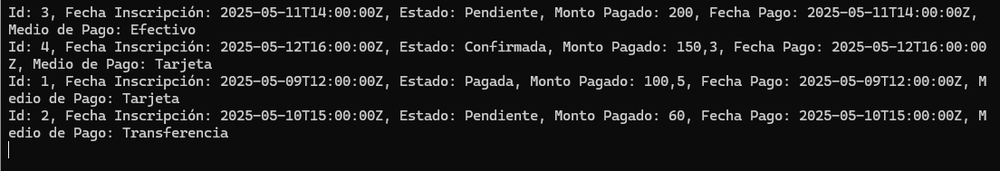 Id: 3, Fecha Inscripción: 2025-05-11T14:00:00Z, Estado: Pendiente, Monto Pagado: 200, Fecha Pago: 2025-05-11T14:00:00Z,
Medio de Pago: Efectivo
Id: 4, Fecha Inscripción: 2025-05-12T16:00:00Z, Estado: Confirmada, Monto Pagado: 150,3, Fecha Pago: 2025-05-12T16:00:00
Z, Medio de Pago: Tarjeta
Id: 1, Fecha Inscripción: 2025-05-09T12:00:00Z, Estado: Pagada, Monto Pagado: 100,5, Fecha Pago: 2025-05-09T12:00:00Z, M
edio de Pago: Tarjeta
Id: 2, Fecha Inscripción: 2025-05-10T15:00:00Z, Estado: Pendiente, Monto Pagado: 60, Fecha Pago: 2025-05-10T15:00:00Z, M
edio de Pago: Transferencia